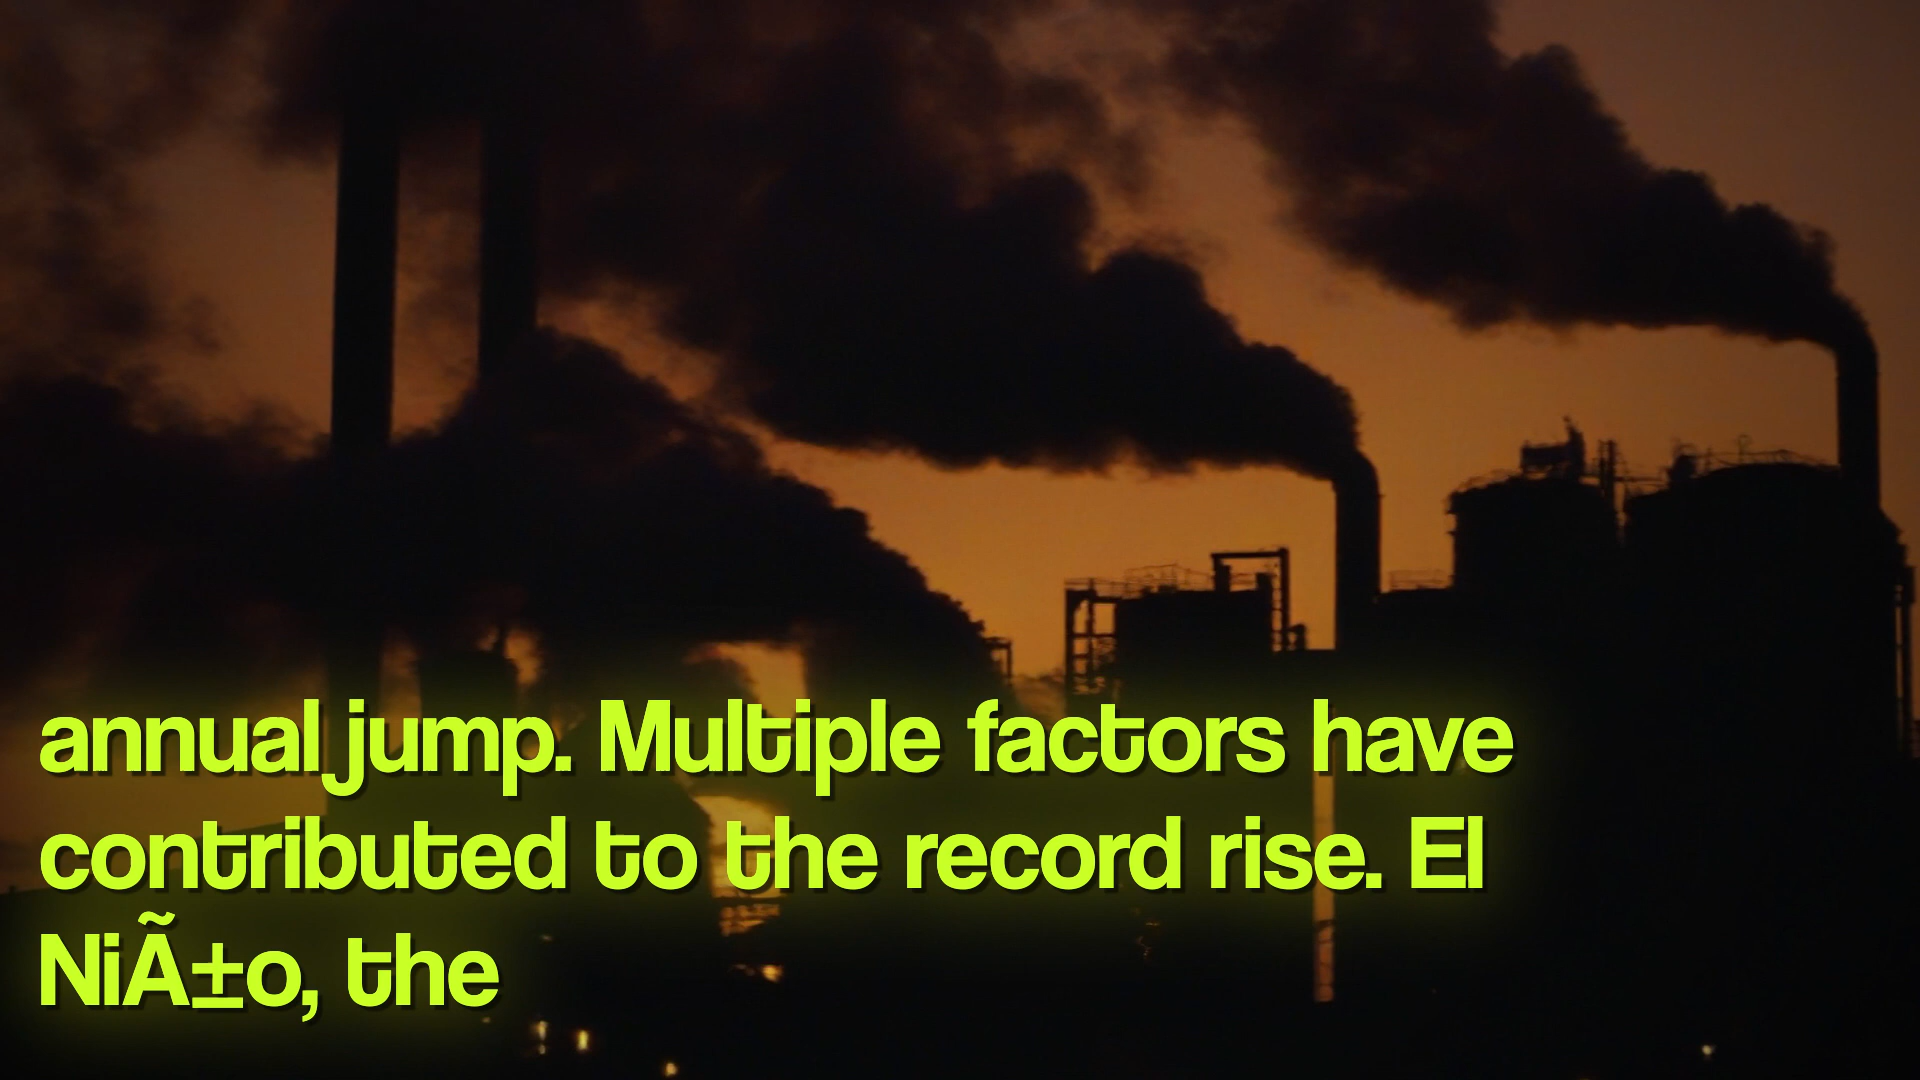 annual jump. Multiple factors have
contributed to the record rise. El
NiÃ±o, the